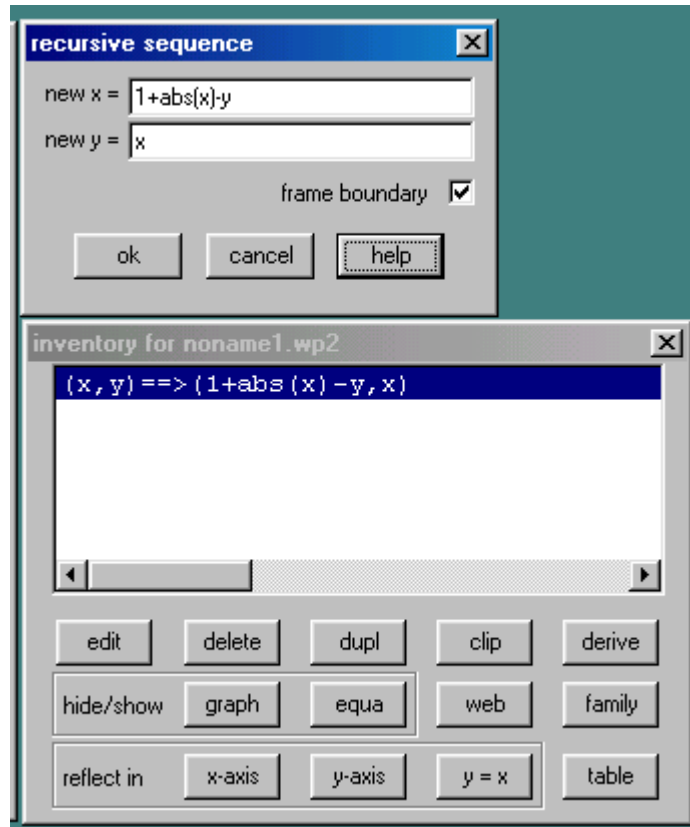 recursive sequence
new x = 1+abs(x)-y
new y = x
frame boundary
ok cancel help
inventory for noname1.wp2
(x,y)==>(1+abs(x)-y,x)
edit delete dupl clip derive
hide/show graph equa web family
reflect in x-axis y-axis y = x table